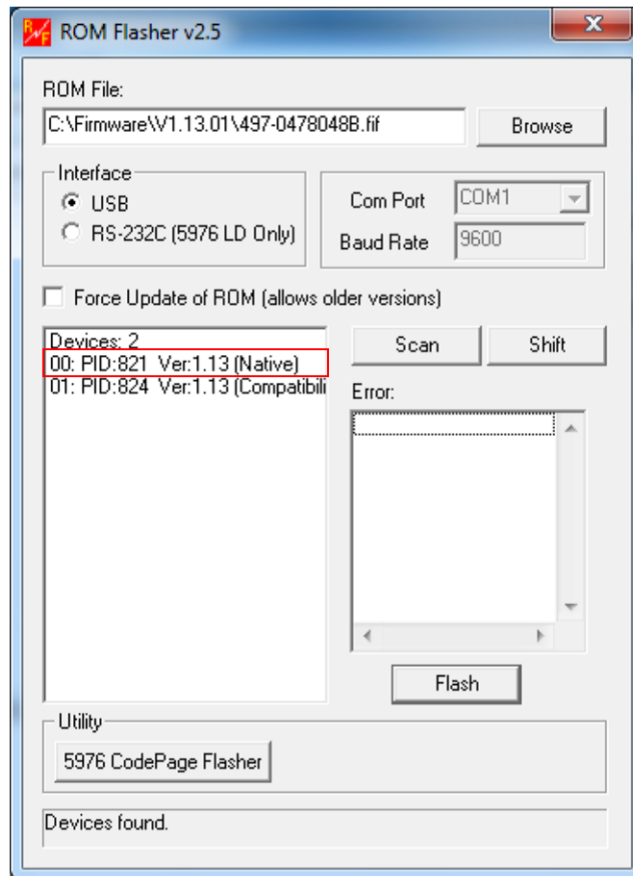 ROM Flasher v2.5
ROM File:
C:\Firmware\V1.13.01\497-0478048B.fif
Browse
Interface
USB
RS-232C (5976 LD Only)
Com Port
COM1
Baud Rate
9600
Force Update of ROM (allows older versions)
Devices: 2
00: PID:821 Ver:1.13 (Native)
01: PID:824 Ver:1.13 (Compatibili
Scan
Shift
Error:
Flash
Utility
5976 CodePage Flasher
Devices found.